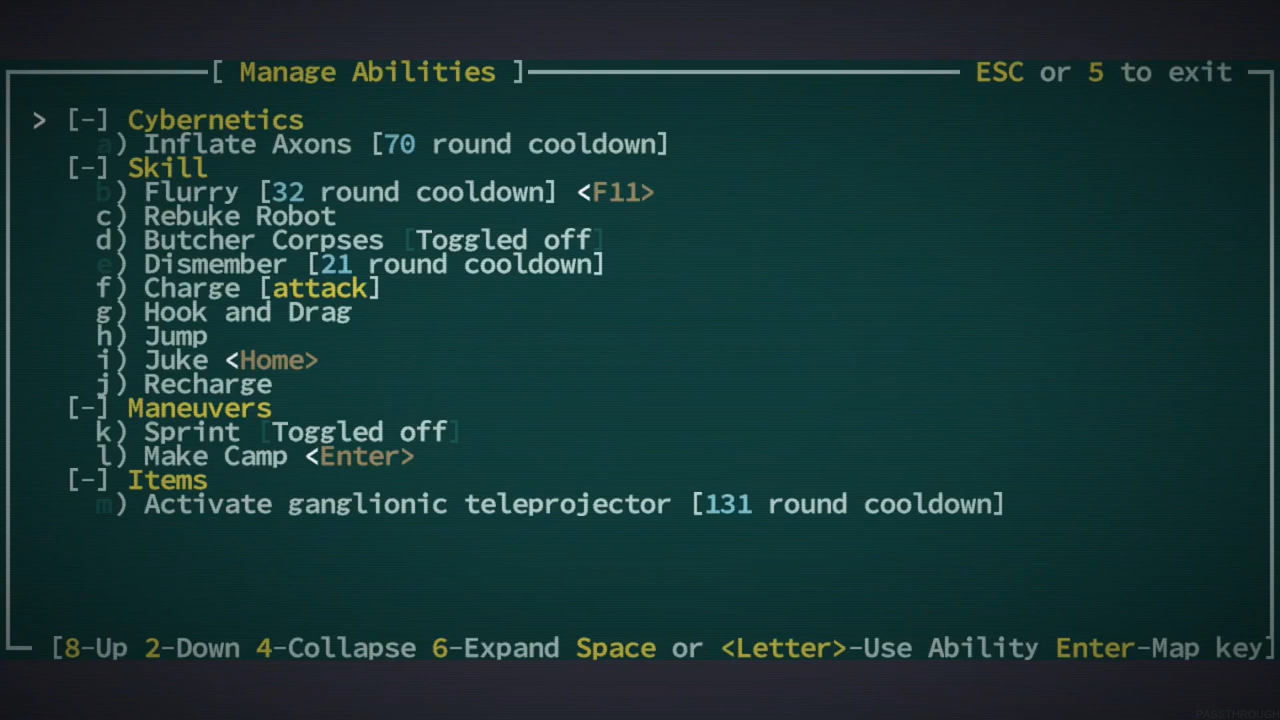 [ Manage Abilities ] ESC or 5 to exit
> [-] Cybernetics
a) Inflate Axons [70 round cooldown]
[-] Skill
b) Flurry [32 round cooldown] <F11>
c) Rebuke Robot
d) Butcher Corpses [Toggled off]
e) Dismember [21 round cooldown]
f) Charge [attack]
g) Hook and Drag
h) Jump
i) Juke <Home>
j) Recharge
[-] Maneuvers
k) Sprint [Toggled off]
l) Make Camp <Enter>
[-] Items
m) Activate ganglionic teleprojector [131 round cooldown]
[8-Up 2-Down 4-Collapse 6-Expand Space or <Letter>-Use Ability Enter-Map key]